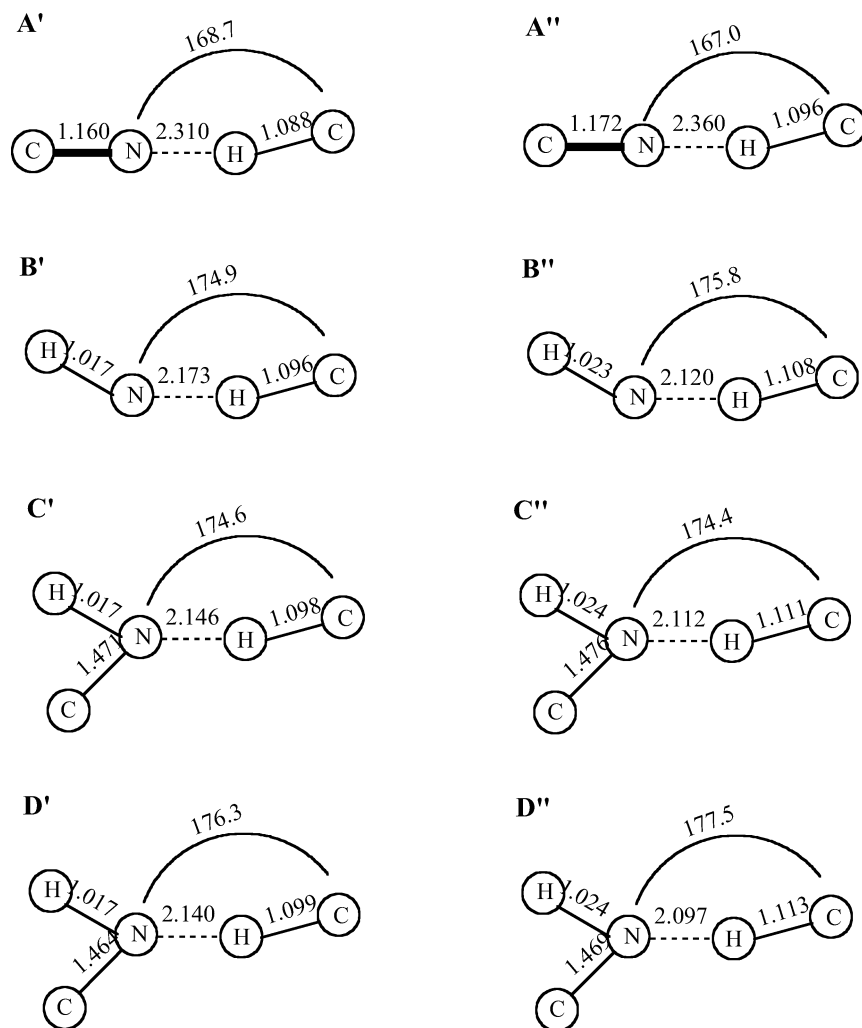 A' A''
168.7 167.0
C 1.160 N 2.310 H 1.088 C C 1.172 N 2.360 H 1.096 C
B' B''
174.9 175.8
H 1.017 N 2.173 H 1.096 C H 1.023 N 2.120 H 1.108 C
C' C''
174.6 174.4
H 1.017 N 2.146 H 1.098 C H 1.024 N 2.112 H 1.111 C
1.471 C 1.476 C
D' D''
176.3 177.5
H 1.017 N 2.140 H 1.099 C H 1.024 N 2.097 H 1.113 C
1.464 C 1.469 C